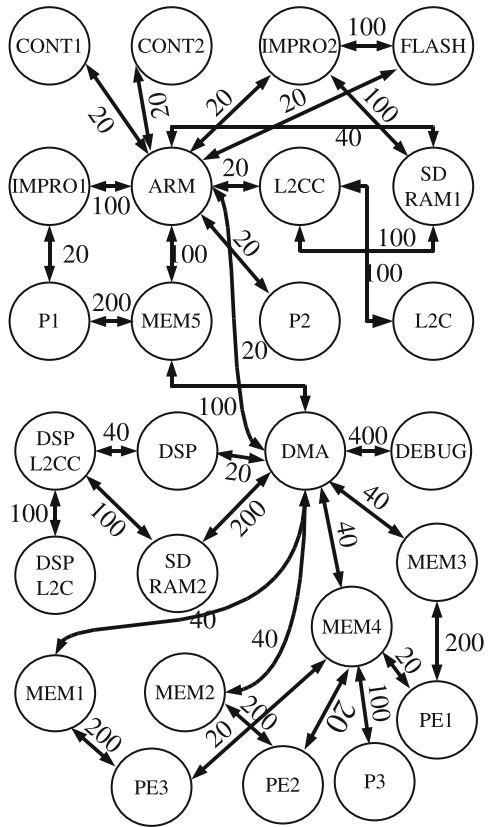 CONT1
CONT2
IMPRO2
100
FLASH
20
20
20
20
100
40
IMPRO1
100
ARM
20
L2CC
SD
RAM1
20
100
20
100
100
P1
200
MEM5
P2
L2C
20
100
DSP
L2CC
40
DSP
20
DMA
400
DEBUG
100
100
200
40
40
DSP
L2C
SD
RAM2
MEM3
40
40
MEM4
200
MEM1
MEM2
20
100
200
200
20
20
PE1
PE3
PE2
P3